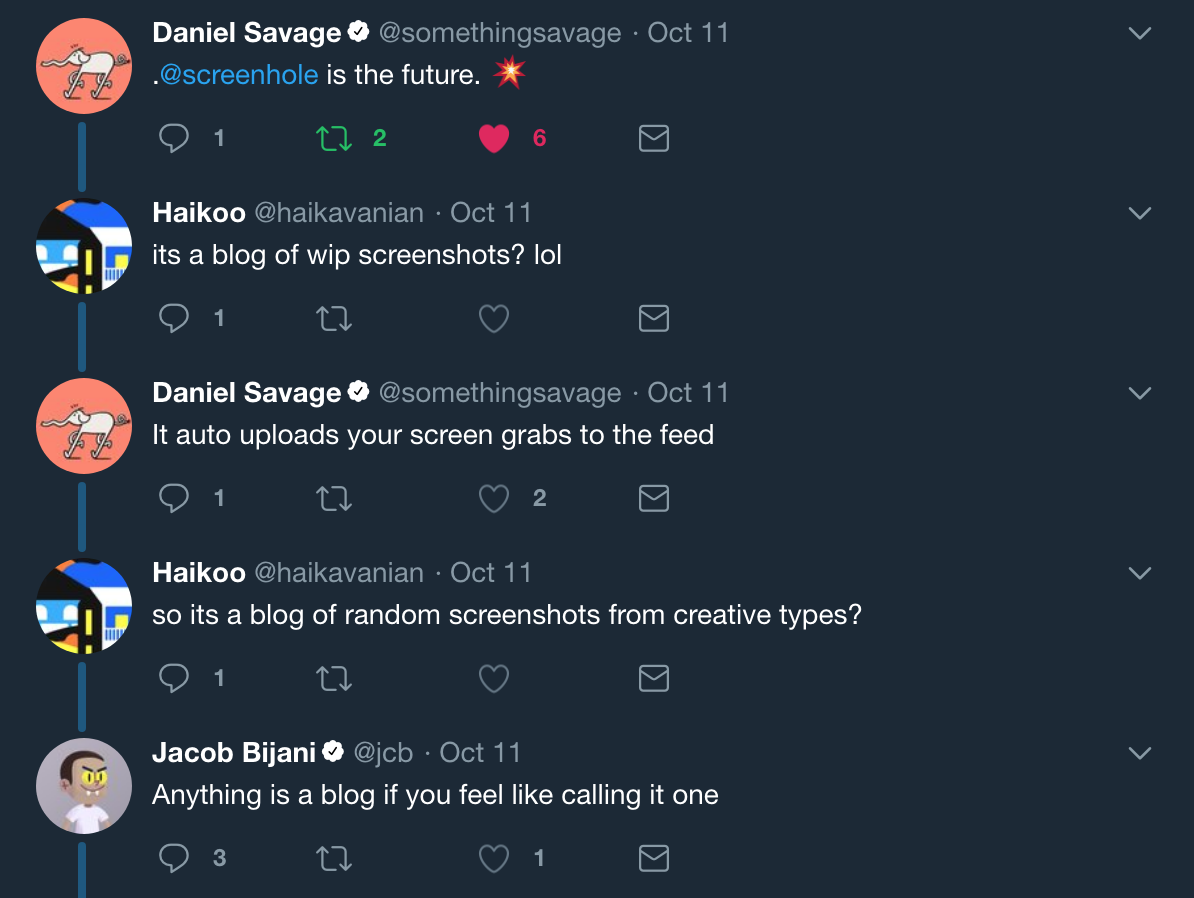 Daniel Savage @somethingsavage · Oct 11
.@screenhole is the future. 💥
1 2 6
Haikoo @haikavanian · Oct 11
its a blog of wip screenshots? lol
1
Daniel Savage @somethingsavage · Oct 11
It auto uploads your screen grabs to the feed
1 2
Haikoo @haikavanian · Oct 11
so its a blog of random screenshots from creative types?
1
Jacob Bijani @jcb · Oct 11
Anything is a blog if you feel like calling it one
3 1